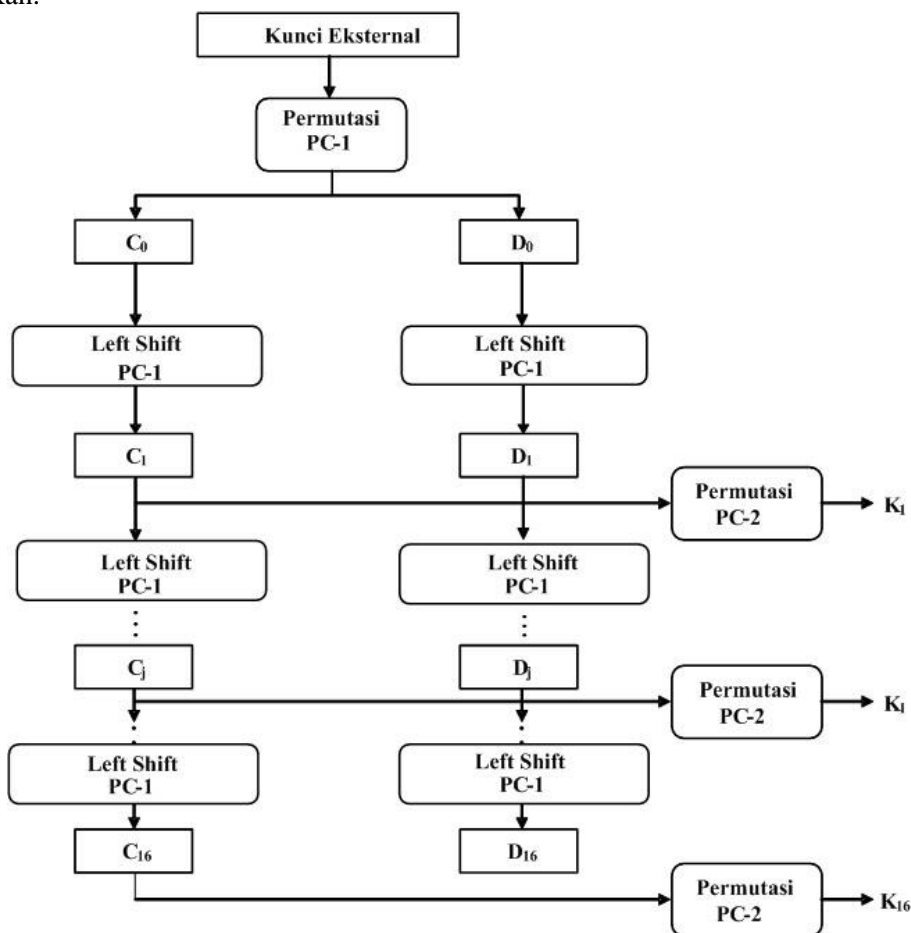 Kunci Eksternal
Permutasi
PC-1
C₀
D₀
Left Shift
PC-1
Left Shift
PC-1
C₁
D₁
Permutasi
PC-2
K₁
Left Shift
PC-1
Left Shift
PC-1
Cⱼ
Dⱼ
Permutasi
PC-2
K₁
Left Shift
PC-1
Left Shift
PC-1
C₁₆
D₁₆
Permutasi
PC-2
K₁₆